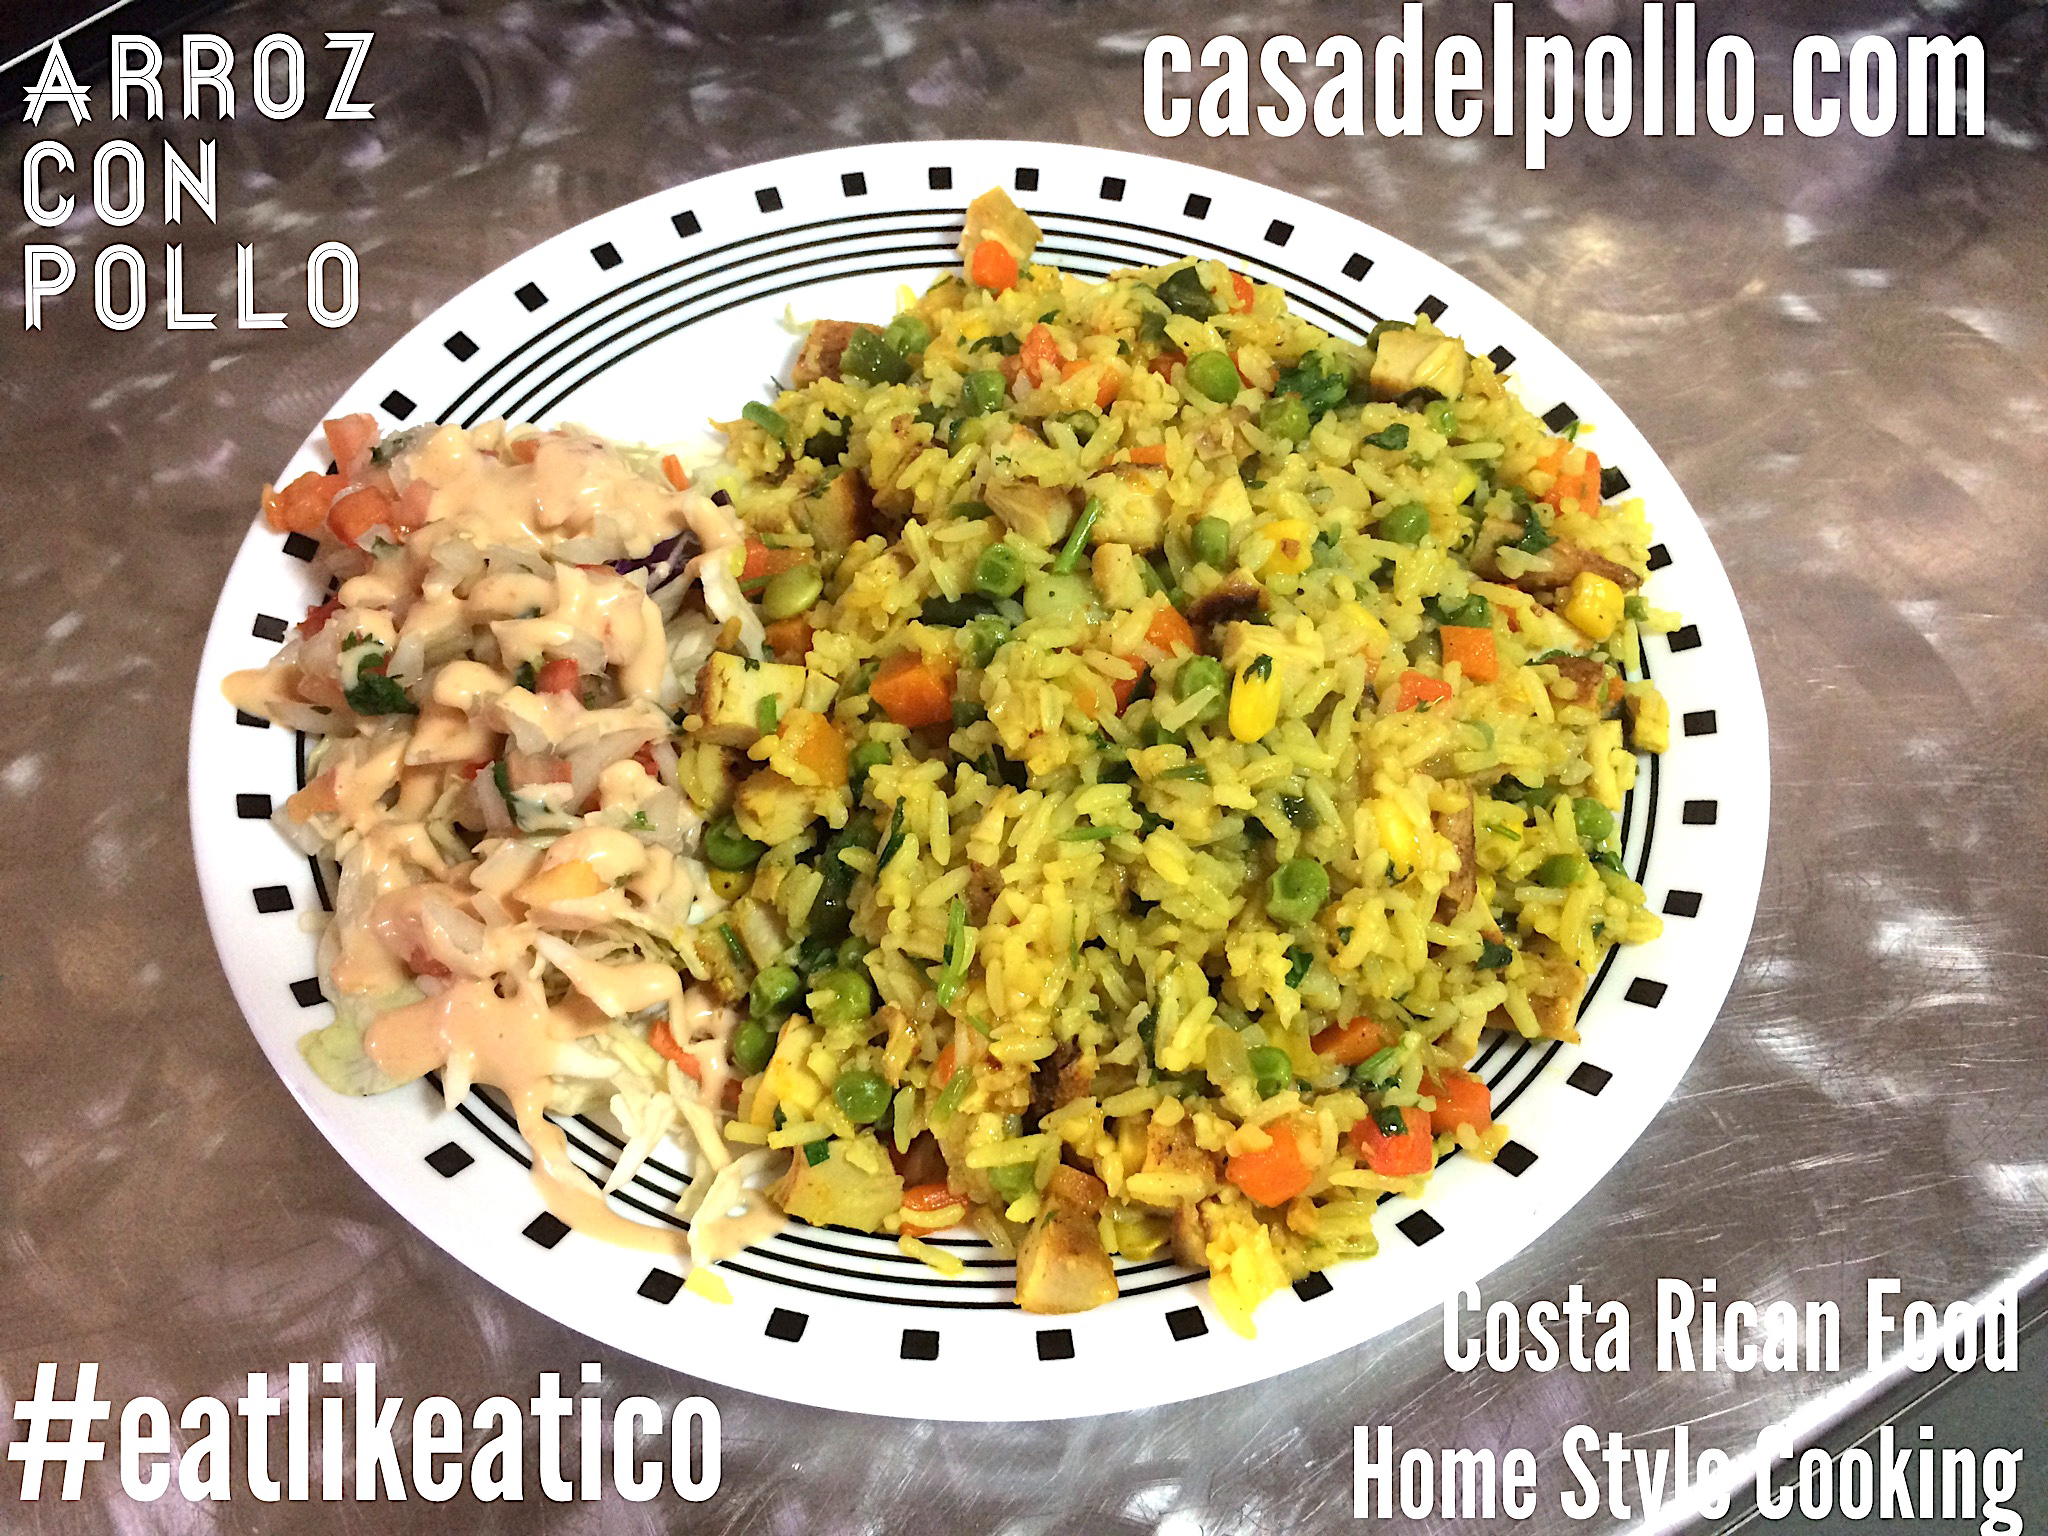 ARROZ
CON
POLLO
casadelpollo.com
#eatlikeatico
Costa Rican Food
Home Style Cooking